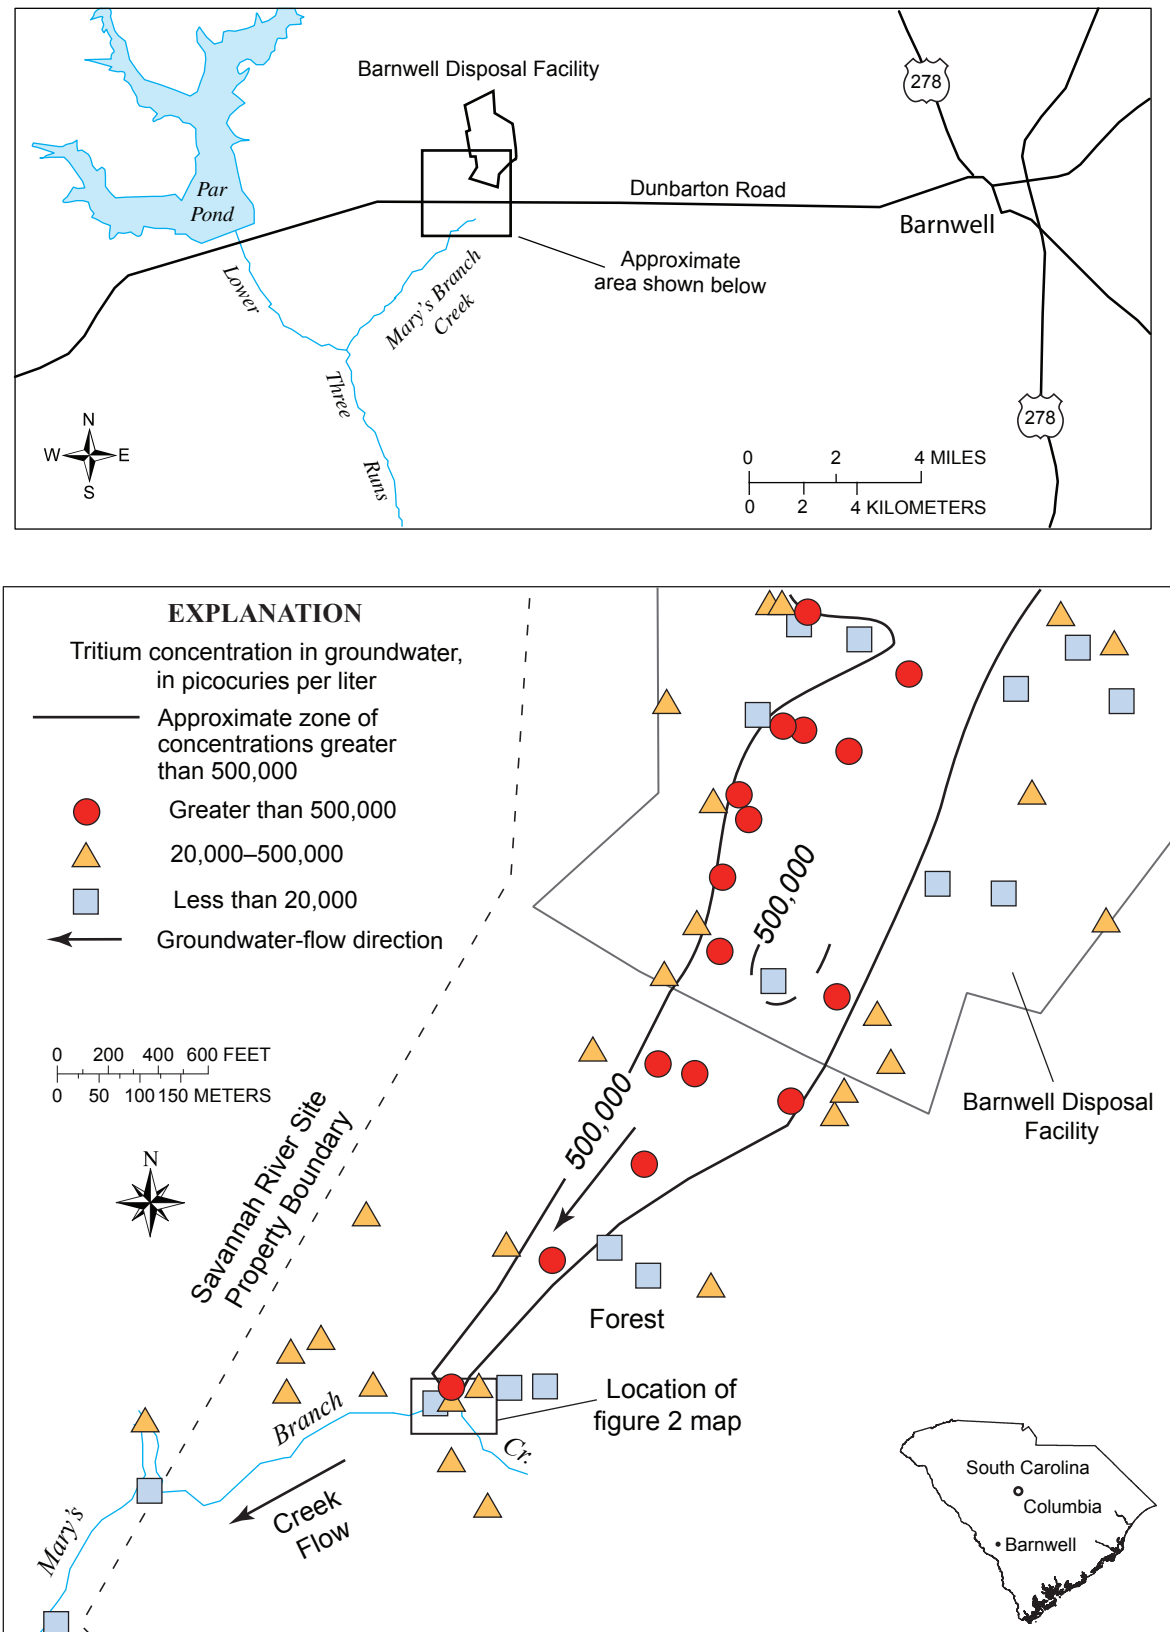 Barnwell Disposal Facility
278
Par
Pond
Dunbarton Road
Barnwell
Lower
Mary's Branch
Creek
Approximate
area shown below
Three
Runs
278
N
W E
S
0 2 4 MILES
0 2 4 KILOMETERS
EXPLANATION
Tritium concentration in groundwater,
in picocuries per liter
Approximate zone of
concentrations greater
than 500,000
Greater than 500,000
20,000–500,000
Less than 20,000
Groundwater-flow direction
0 200 400 600 FEET
0 50 100 150 METERS
N
Savannah River Site
Property Boundary
500,000
500,000
Barnwell Disposal
Facility
Forest
Location of
figure 2 map
Branch
Cr.
Creek
Flow
Mary's
South Carolina
Columbia
Barnwell